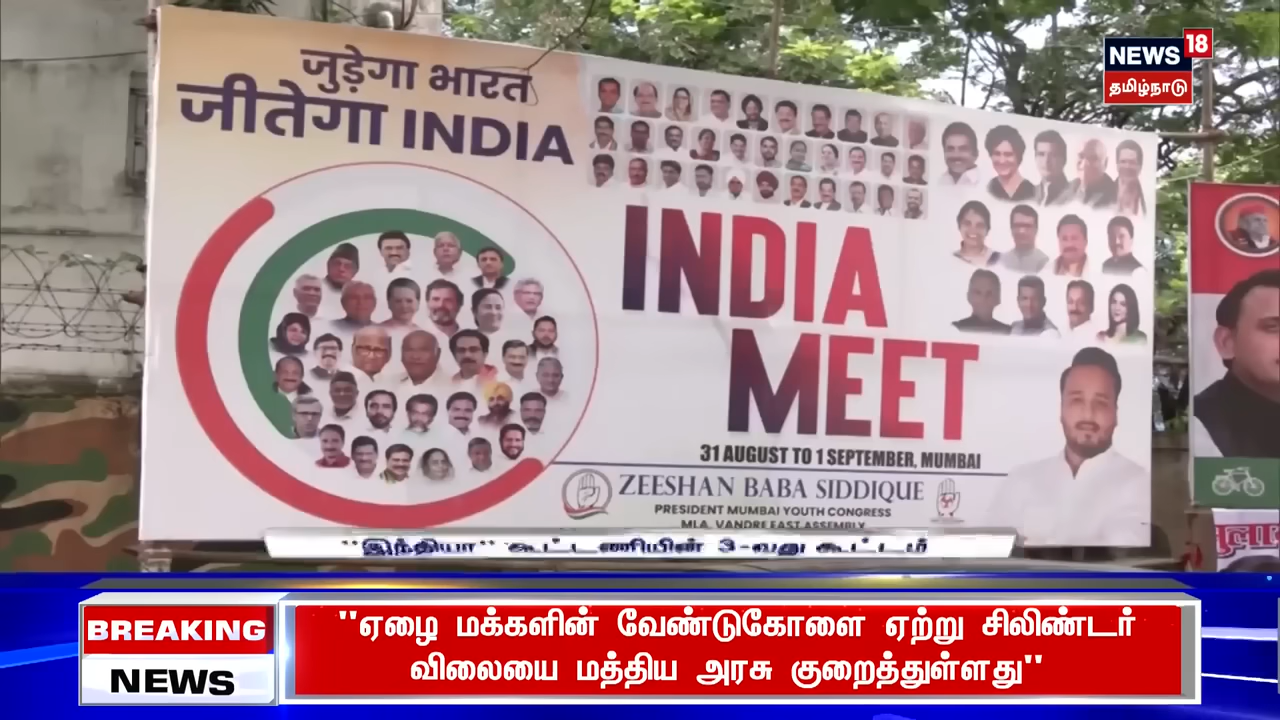 जुड़ेगा भारत
जीतेगा INDIA
INDIA
MEET
31 AUGUST TO 1 SEPTEMBER, MUMBAI
ZEESHAN BABA SIDDIQUE
PRESIDENT MUMBAI YOUTH CONGRESS
MLA, VANDRE EAST ASSEMBLY
NEWS 18
தமிழ்நாடு
"இந்தியா" கூட்டணியின் 3-வது கூட்டம்
BREAKING
NEWS
"ஏழை மக்களின் வேண்டுகோளை ஏற்று சிலிண்டர்
விலையை மத்திய அரசு குறைத்துள்ளது"